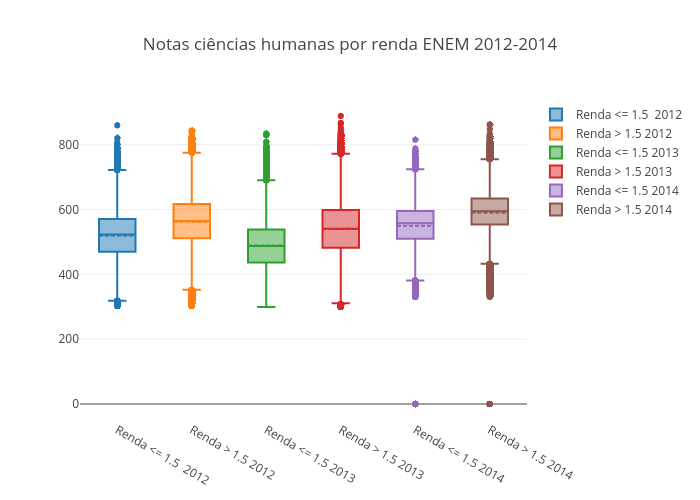 Notas ciências humanas por renda ENEM 2012-2014
Renda <= 1.5  2012
Renda > 1.5 2012
Renda <= 1.5 2013
Renda > 1.5 2013
Renda <= 1.5 2014
Renda > 1.5 2014
800
600
400
200
0
Renda <= 1.5  2012
Renda > 1.5 2012
Renda <= 1.5 2013
Renda > 1.5 2013
Renda <= 1.5 2014
Renda > 1.5 2014